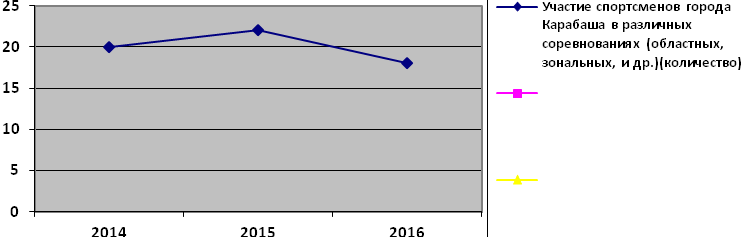 25
20
15
10
5
0
2014 2015 2016
Участие спортсменов города
Карабаша в различных
соревнованиях (областных,
зональных, и др.)(количество)